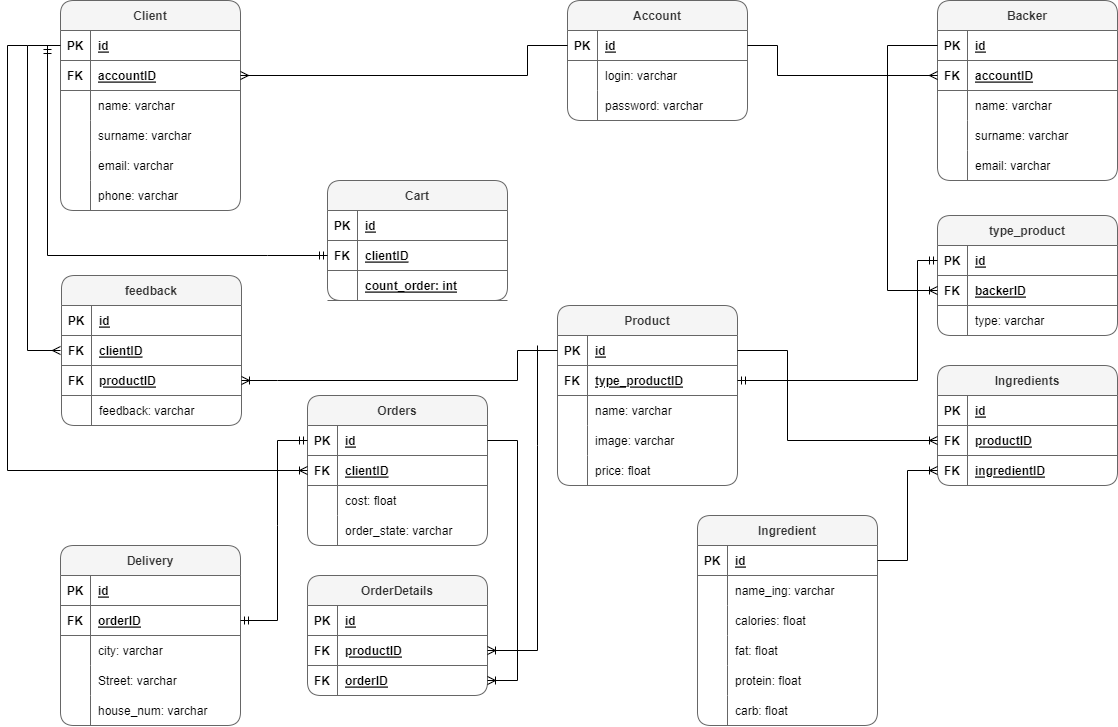 Client
PK id
FK accountID
name: varchar
surname: varchar
email: varchar
phone: varchar
Account
PK id
login: varchar
password: varchar
Backer
PK id
FK accountID
name: varchar
surname: varchar
email: varchar
Cart
PK id
FK clientID
count_order: int
type_product
PK id
FK backerID
type: varchar
feedback
PK id
FK clientID
FK productID
feedback: varchar
Product
PK id
FK type_productID
name: varchar
image: varchar
price: float
Ingredients
PK id
FK productID
FK ingredientID
Orders
PK id
FK clientID
cost: float
order_state: varchar
Ingredient
PK id
name_ing: varchar
calories: float
fat: float
protein: float
carb: float
Delivery
PK id
FK orderID
city: varchar
Street: varchar
house_num: varchar
OrderDetails
PK id
FK productID
FK orderID